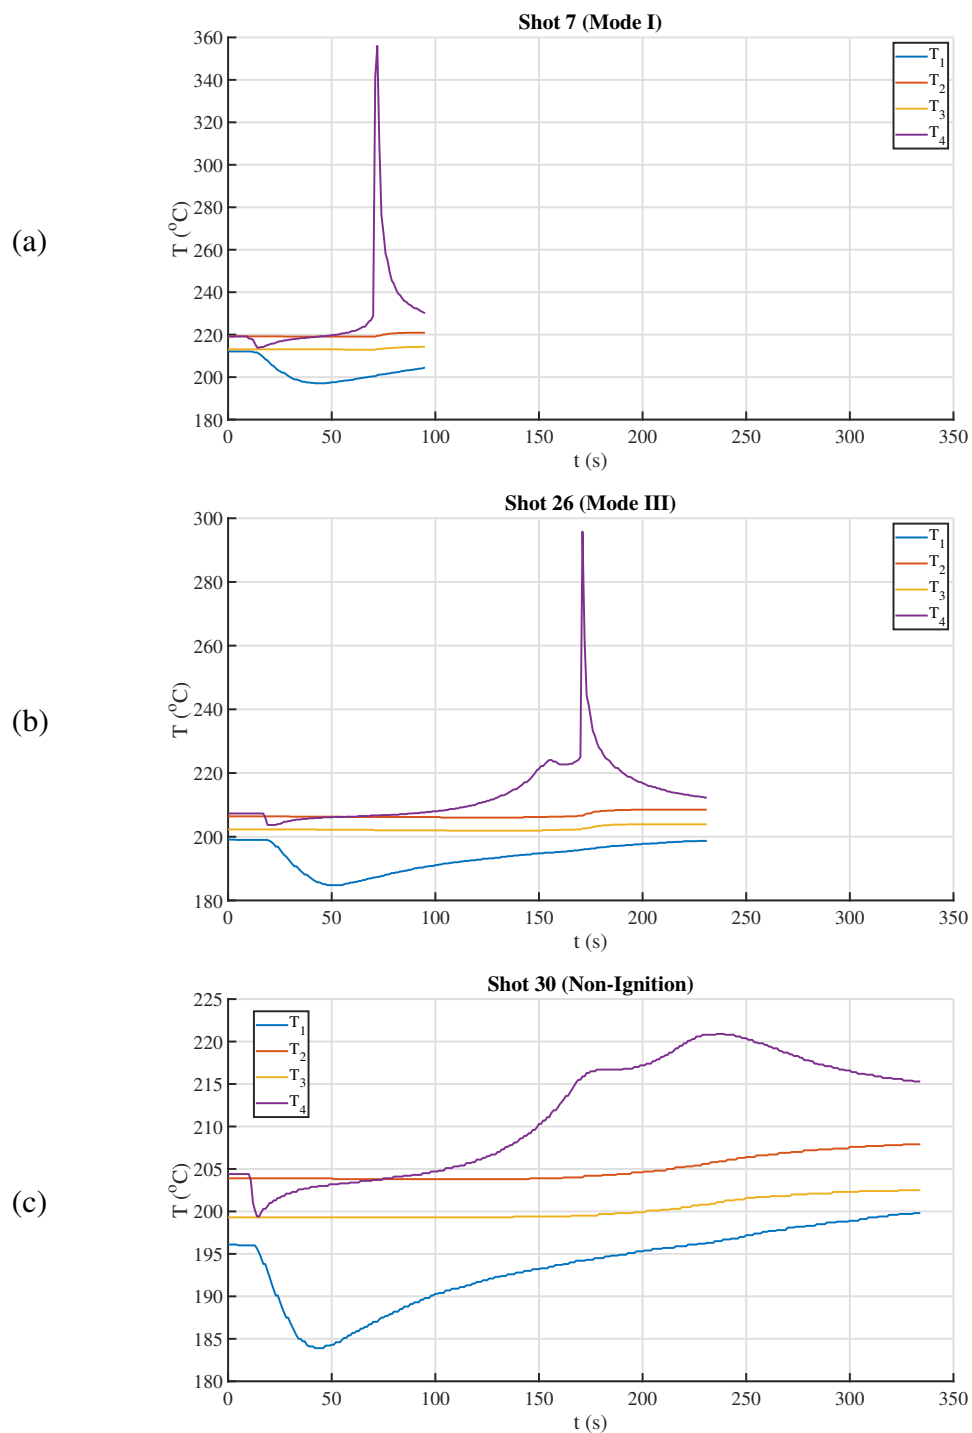 Shot 7 (Mode I)
360
340
320
300
280
260
240
220
200
180
T (°C)
0 50 100 150 200 250 300 350
t (s)
T1
T2
T3
T4
(a)
Shot 26 (Mode III)
300
280
260
240
220
200
180
T (°C)
0 50 100 150 200 250 300 350
t (s)
T1
T2
T3
T4
(b)
Shot 30 (Non-Ignition)
225
220
215
210
205
200
195
190
185
180
T (°C)
0 50 100 150 200 250 300 350
t (s)
T1
T2
T3
T4
(c)